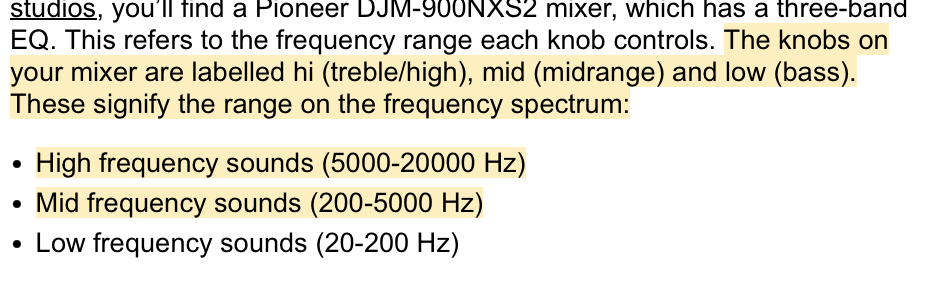 studios, you'll find a Pioneer DJM-900NXS2 mixer, which has a three-band
EQ. This refers to the frequency range each knob controls. The knobs on
your mixer are labelled hi (treble/high), mid (midrange) and low (bass).
These signify the range on the frequency spectrum:
• High frequency sounds (5000-20000 Hz)
• Mid frequency sounds (200-5000 Hz)
• Low frequency sounds (20-200 Hz)